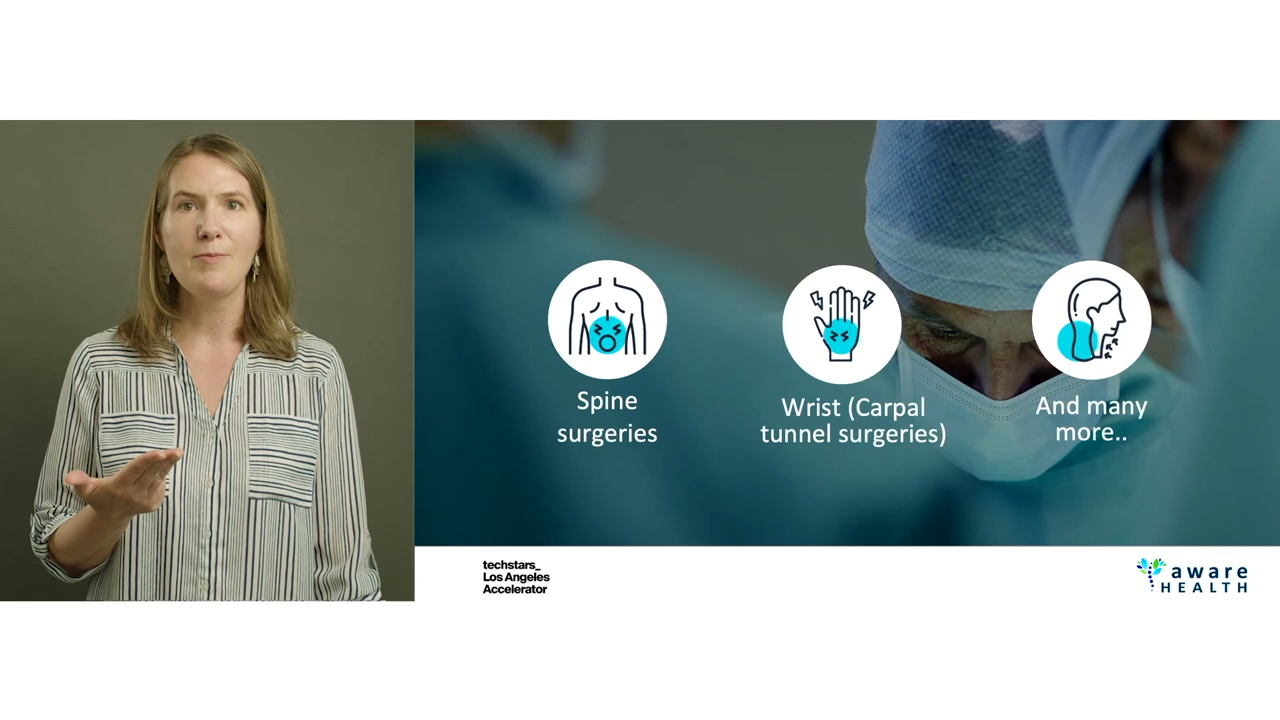 Spine
surgeries
Wrist (Carpal
tunnel surgeries)
And many
more..
techstars_
Los Angeles
Accelerator
aware
HEALTH